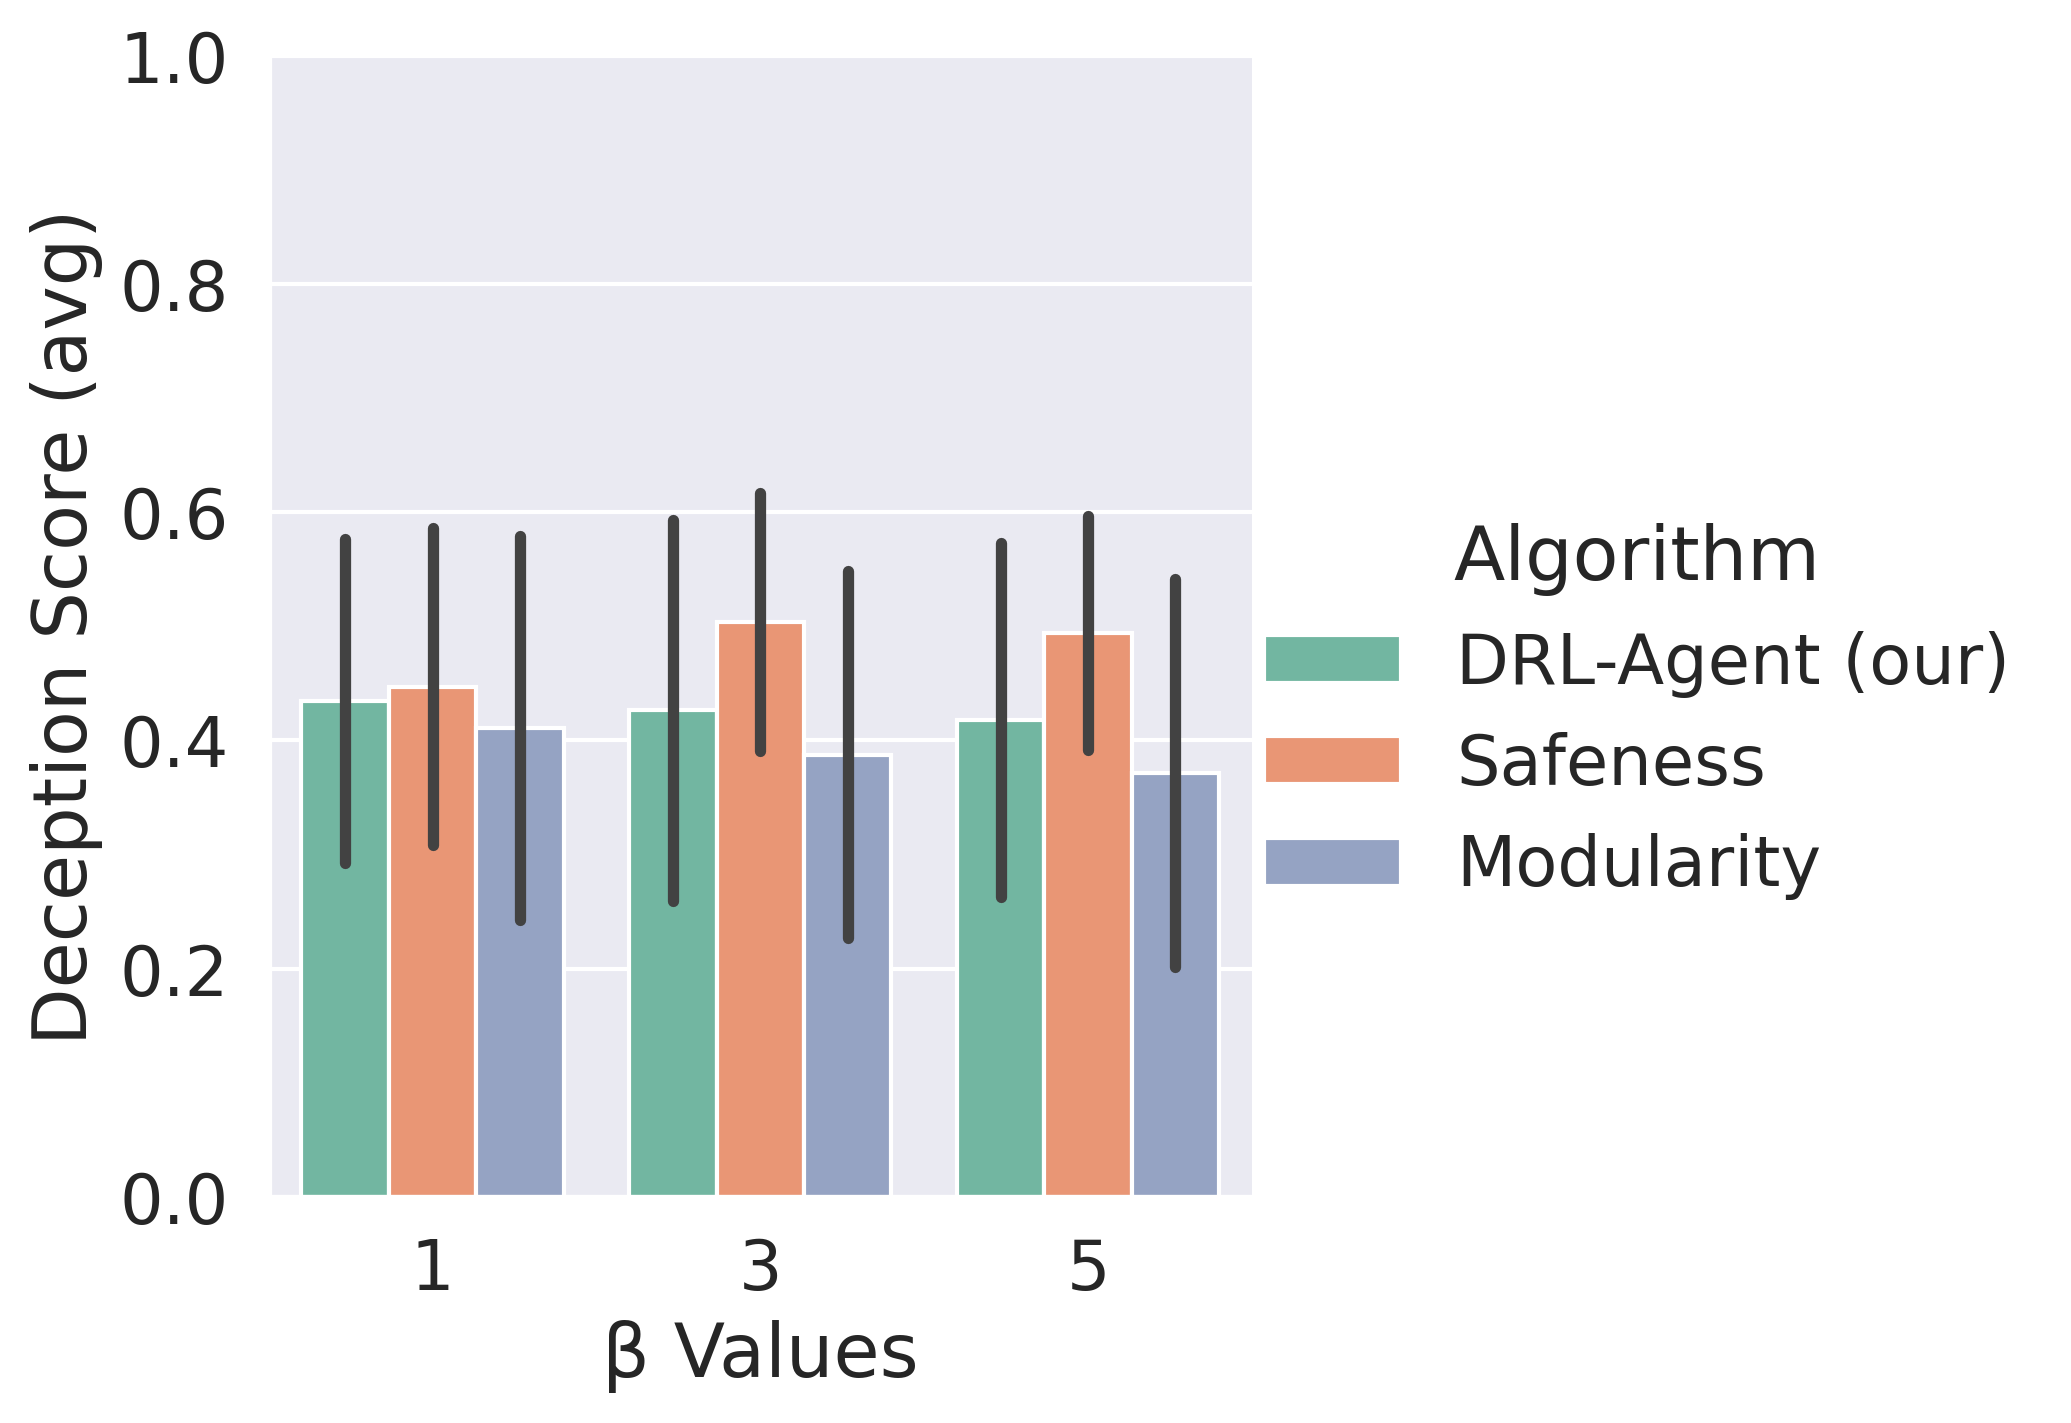 1.0
0.8
0.6
0.4
0.2
0.0
Deception Score (avg)
1 3 5
β Values
Algorithm
DRL-Agent (our)
Safeness
Modularity